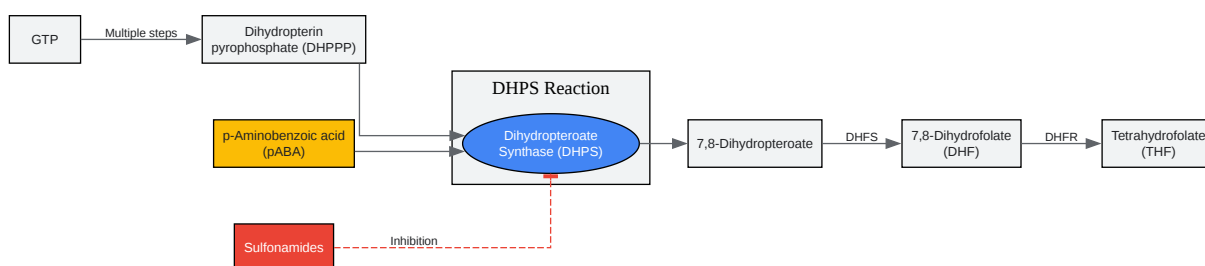 GTP
Multiple steps
Dihydropterin
pyrophosphate (DHPPP)
DHPS Reaction
p-Aminobenzoic acid
(pABA)
Dihydropteroate
Synthase (DHPS)
7,8-Dihydropteroate
DHFS
7,8-Dihydrofolate
(DHF)
DHFR
Tetrahydrofolate
(THF)
Sulfonamides
Inhibition